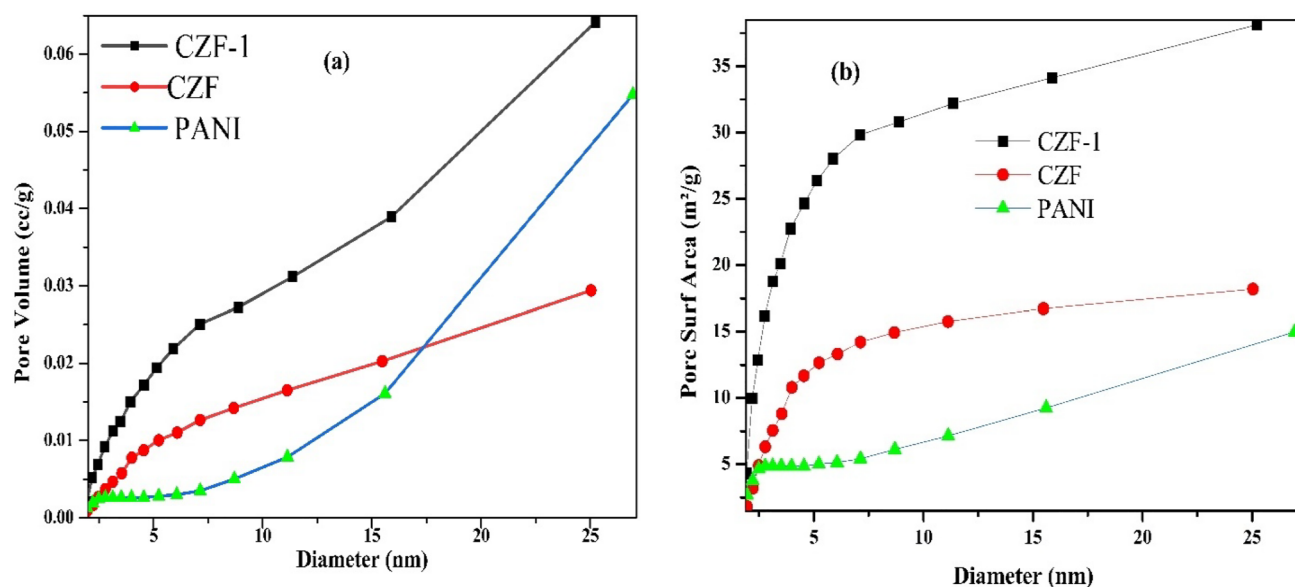 (a)
CZF-1
CZF
PANI
Pore Volume (cc/g)
0.06
0.05
0.04
0.03
0.02
0.01
0.00
5 10 15 20 25
Diameter (nm)
(b)
CZF-1
CZF
PANI
Pore Surf Area (m²/g)
35
30
25
20
15
10
5
5 10 15 20 25
Diameter (nm)